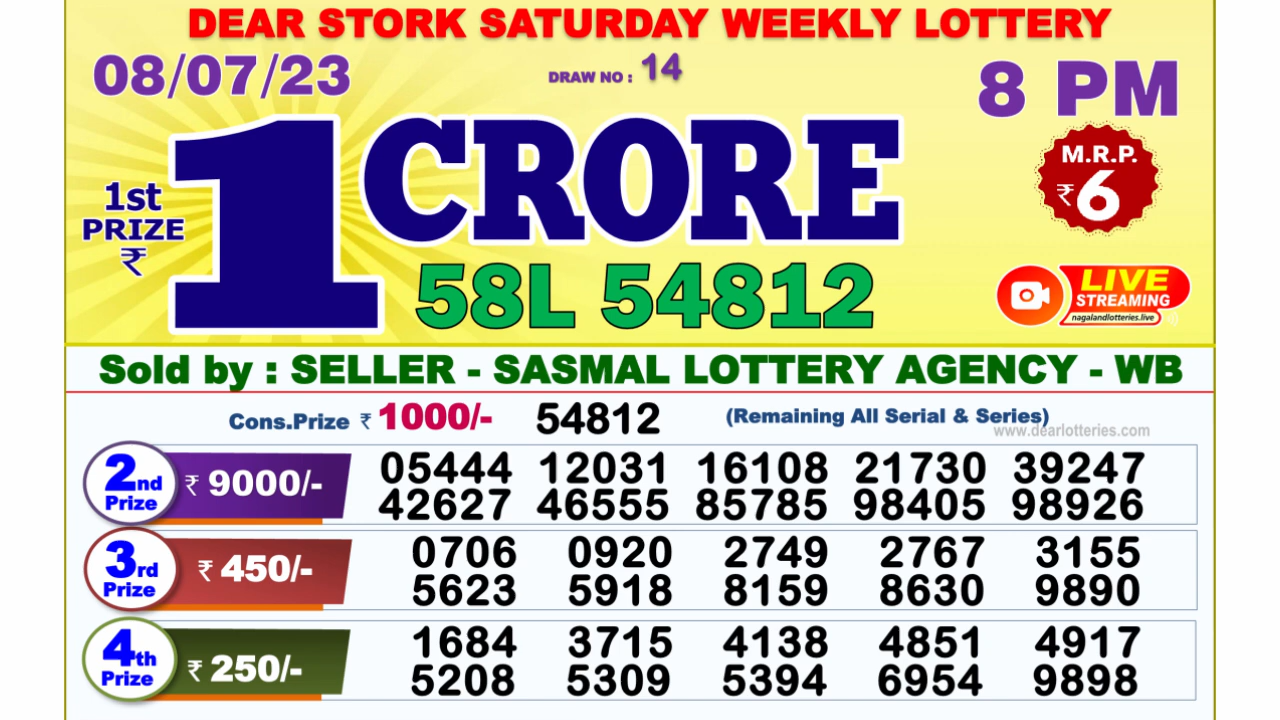 DEAR STORK SATURDAY WEEKLY LOTTERY
08/07/23
DRAW NO : 14
8 PM
1st
PRIZE
₹
1 CRORE
M.R.P.
₹ 6
58L 54812
LIVE
STREAMING
nagalandlotteries.live
Sold by : SELLER - SASMAL LOTTERY AGENCY - WB
Cons.Prize ₹ 1000/- 54812 (Remaining All Serial & Series)
www.dearlotteries.com
2nd Prize ₹ 9000/-
05444 12031 16108 21730 39247
42627 46555 85785 98405 98926
3rd Prize ₹ 450/-
0706 0920 2749 2767 3155
5623 5918 8159 8630 9890
4th Prize ₹ 250/-
1684 3715 4138 4851 4917
5208 5309 5394 6954 9898